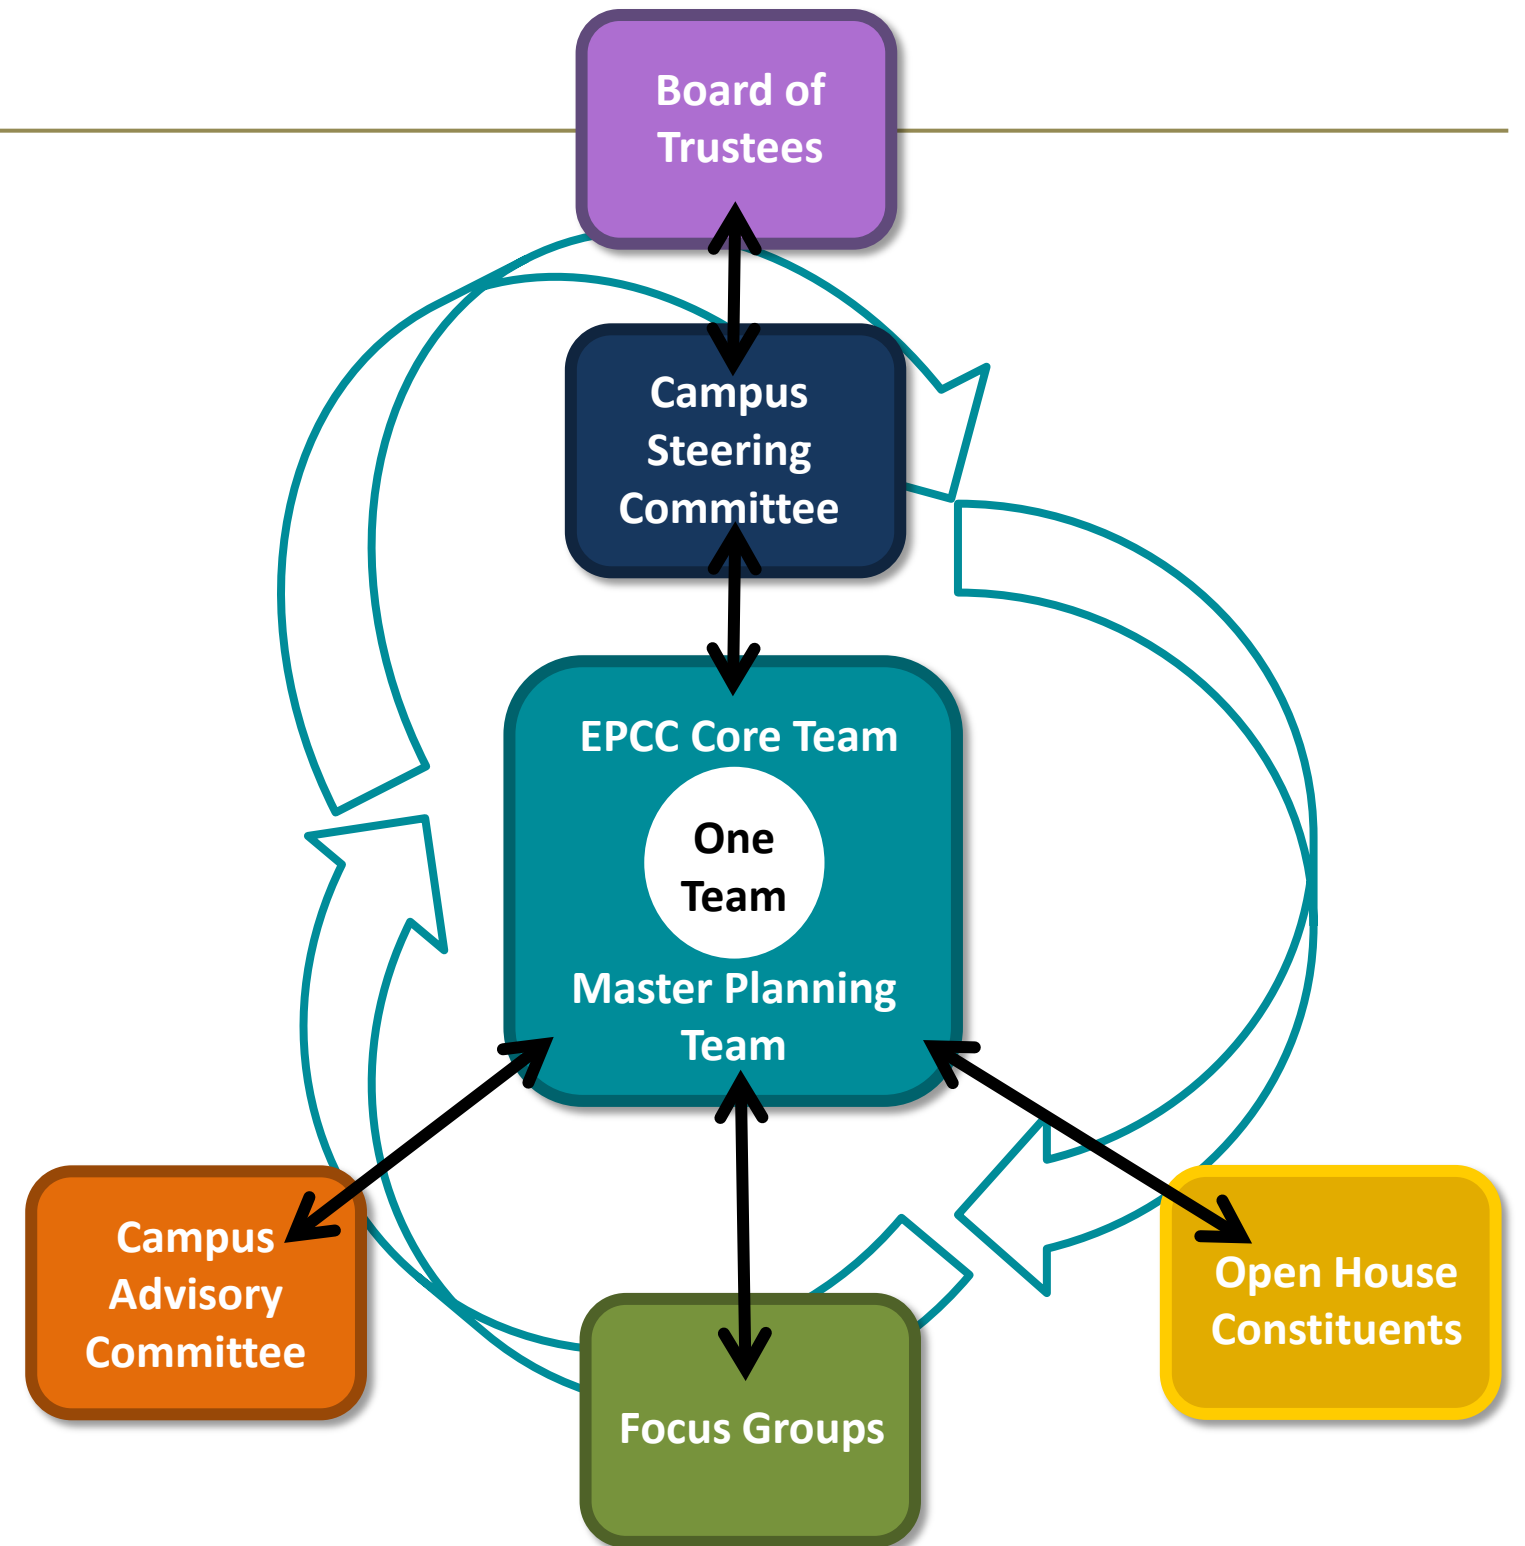 Board of
Trustees
Campus
Steering
Committee
EPCC Core Team
One
Team
Master Planning
Team
Campus
Advisory
Committee
Focus Groups
Open House
Constituents